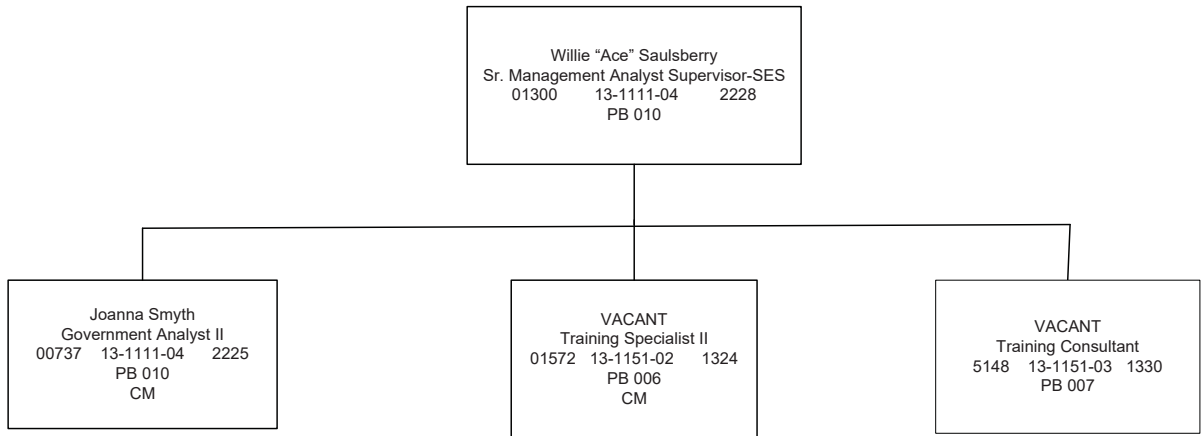 Willie “Ace” Saulsberry
Sr. Management Analyst Supervisor-SES
01300 13-1111-04 2228
PB 010
Joanna Smyth
Government Analyst II
00737 13-1111-04 2225
PB 010
CM
VACANT
Training Specialist II
01572 13-1151-02 1324
PB 006
CM
VACANT
Training Consultant
5148 13-1151-03 1330
PB 007